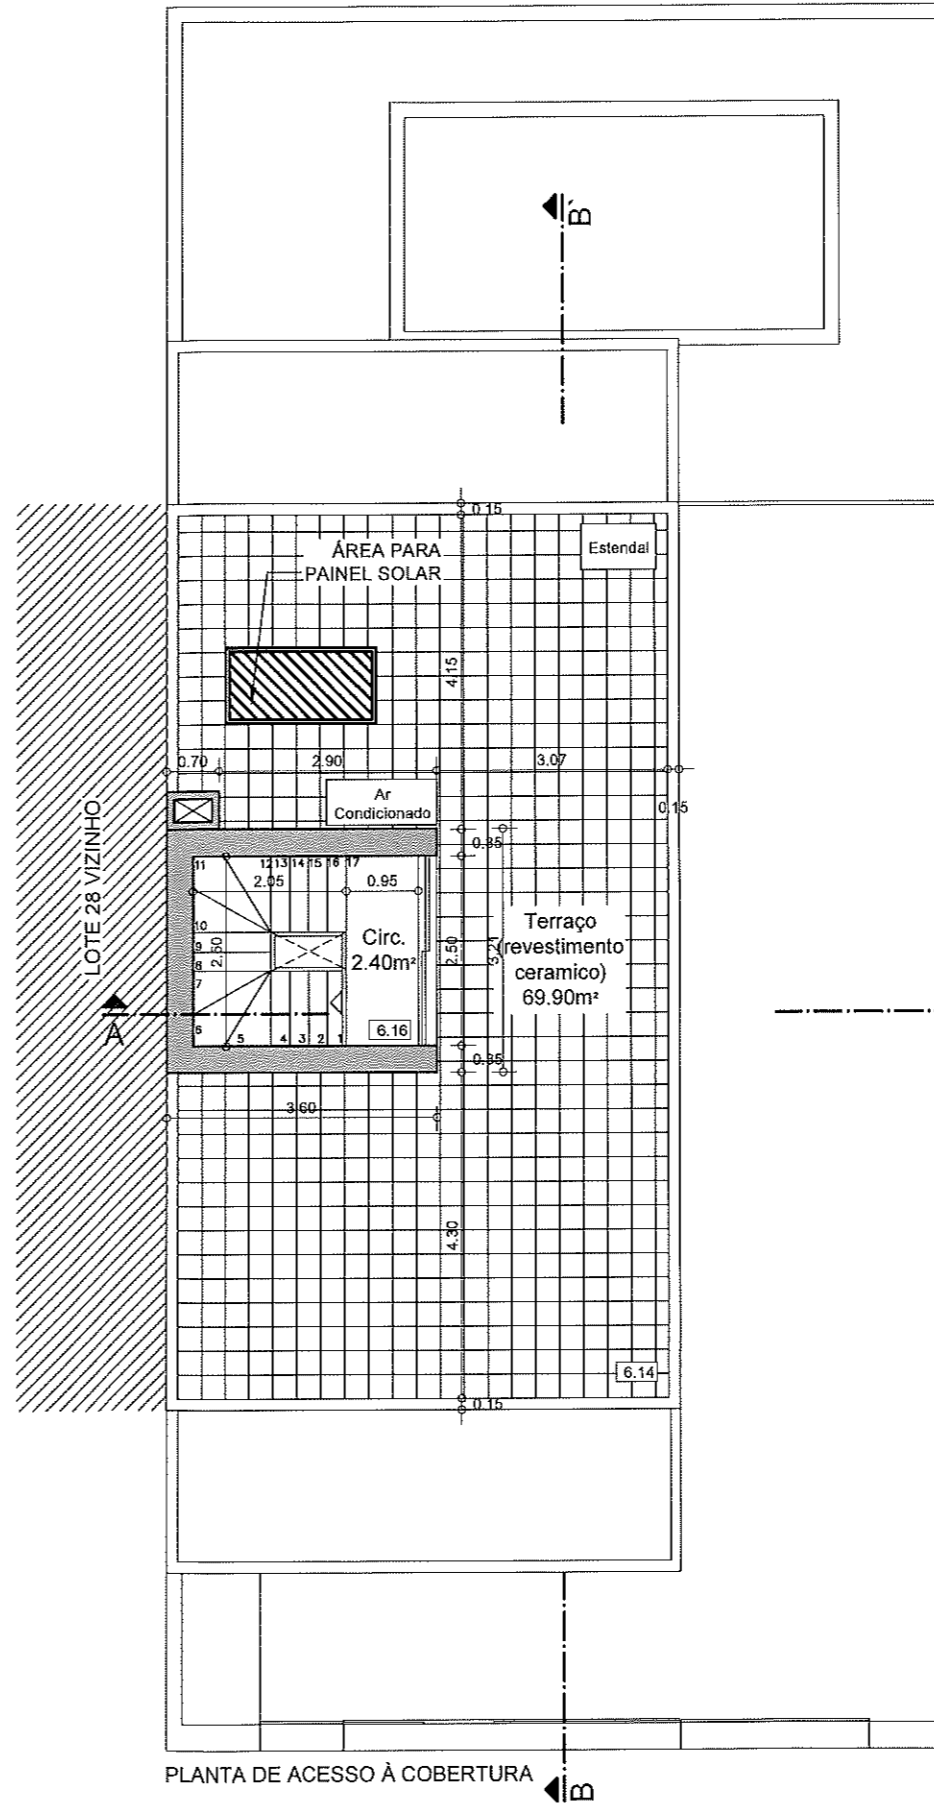 B`
0.15
Estendal
ÁREA PARA
PAINEL SOLAR
4.15
0.70
2.90
3.07
0.15
Ar
Condicionado
LOTE 28 VIZINHO
0.35
11
12
13
14
15
16
17
2.05
0.95
10
9
8
7
6
2.50
Circ.
2.40m²
2.50
3.21
Terraço
(revestimento
ceramico)
69.90m²
A
6.16
5
4
3
2
1
0.35
3.60
4.30
6.14
0.15
PLANTA DE ACESSO À COBERTURA
B